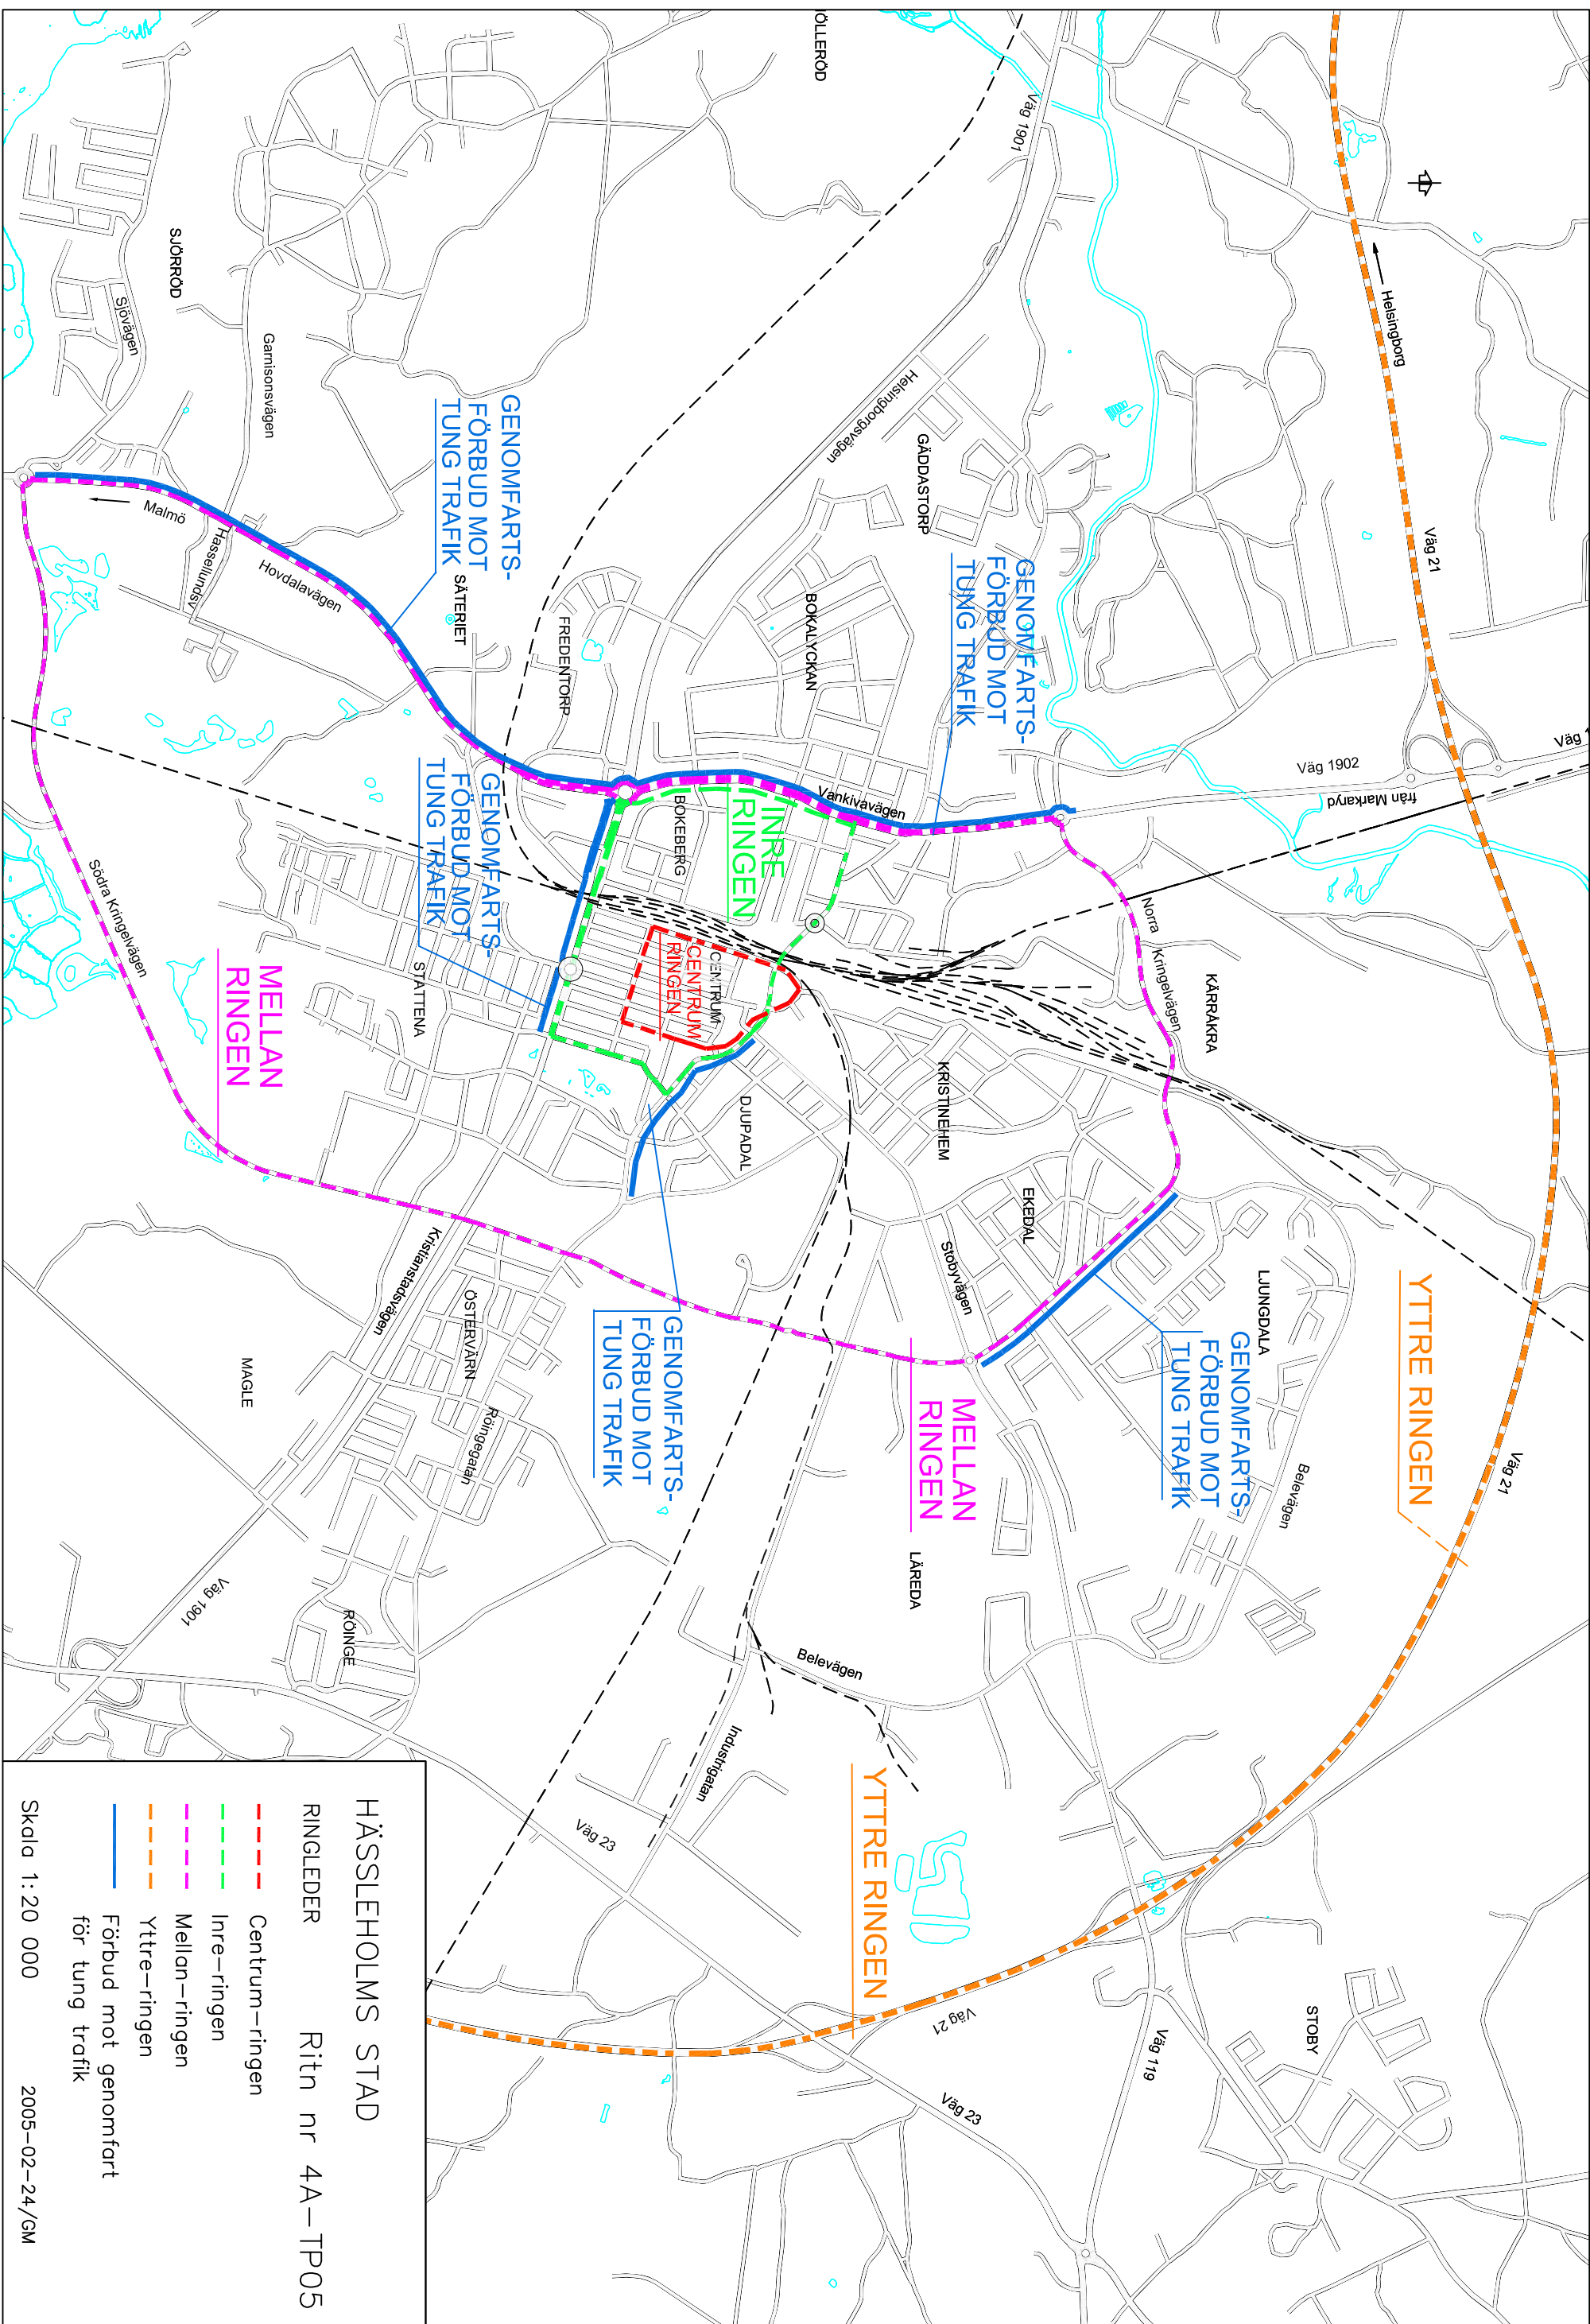 ÖLLERÖD
Väg 1901
Helsingborg
Väg 21
Väg 1902
från Markaryd
Helsingborgsvägen
GÄDDASTORP
BOKALYCKAN
GENOMFARTS-
FÖRBUD MOT
TUNG TRAFIK
SJÖRRÖD
Sjövägen
Garnisonsvägen
Malmö
Hassellundsv
Hovdalavägen
SÄTERIET
FREDENTORP
GENOMFARTS-
FÖRBUD MOT
TUNG TRAFIK
Vankivavägen
BOKEBERG
INRE
RINGEN
GENOMFARTS-
FÖRBUD MOT
TUNG TRAFIK
Norra
Kringelvägen
KÄRRÅKRA
CENTRUM
CENTRUM
RINGEN
Södra Kringelvägen
STATTENA
MELLAN
RINGEN
KRISTINEHEM
DJUPADAL
EKEDAL
Stobyvägen
LJUNGDALA
GENOMFARTS-
FÖRBUD MOT
TUNG TRAFIK
YTTRE RINGEN
Väg 21
Kristianstadsvägen
ÖSTERVÄRN
MAGLE
Röingegatan
GENOMFARTS-
FÖRBUD MOT
TUNG TRAFIK
MELLAN
RINGEN
Belevägen
LÄREDA
Väg 1901
RÖINGE
Belevägen
Industrigatan
Väg 23
YTTRE RINGEN
Väg 21
Väg 119
STOBY
Väg 23
HÄSSLEHOLMS STAD
RINGLEDER Ritn nr 4A-TP05
Centrum-ringen
Inre-ringen
Mellan-ringen
Yttre-ringen
Förbud mot genomfart
för tung trafik
Skala 1:20 000 2005-02-24/GM